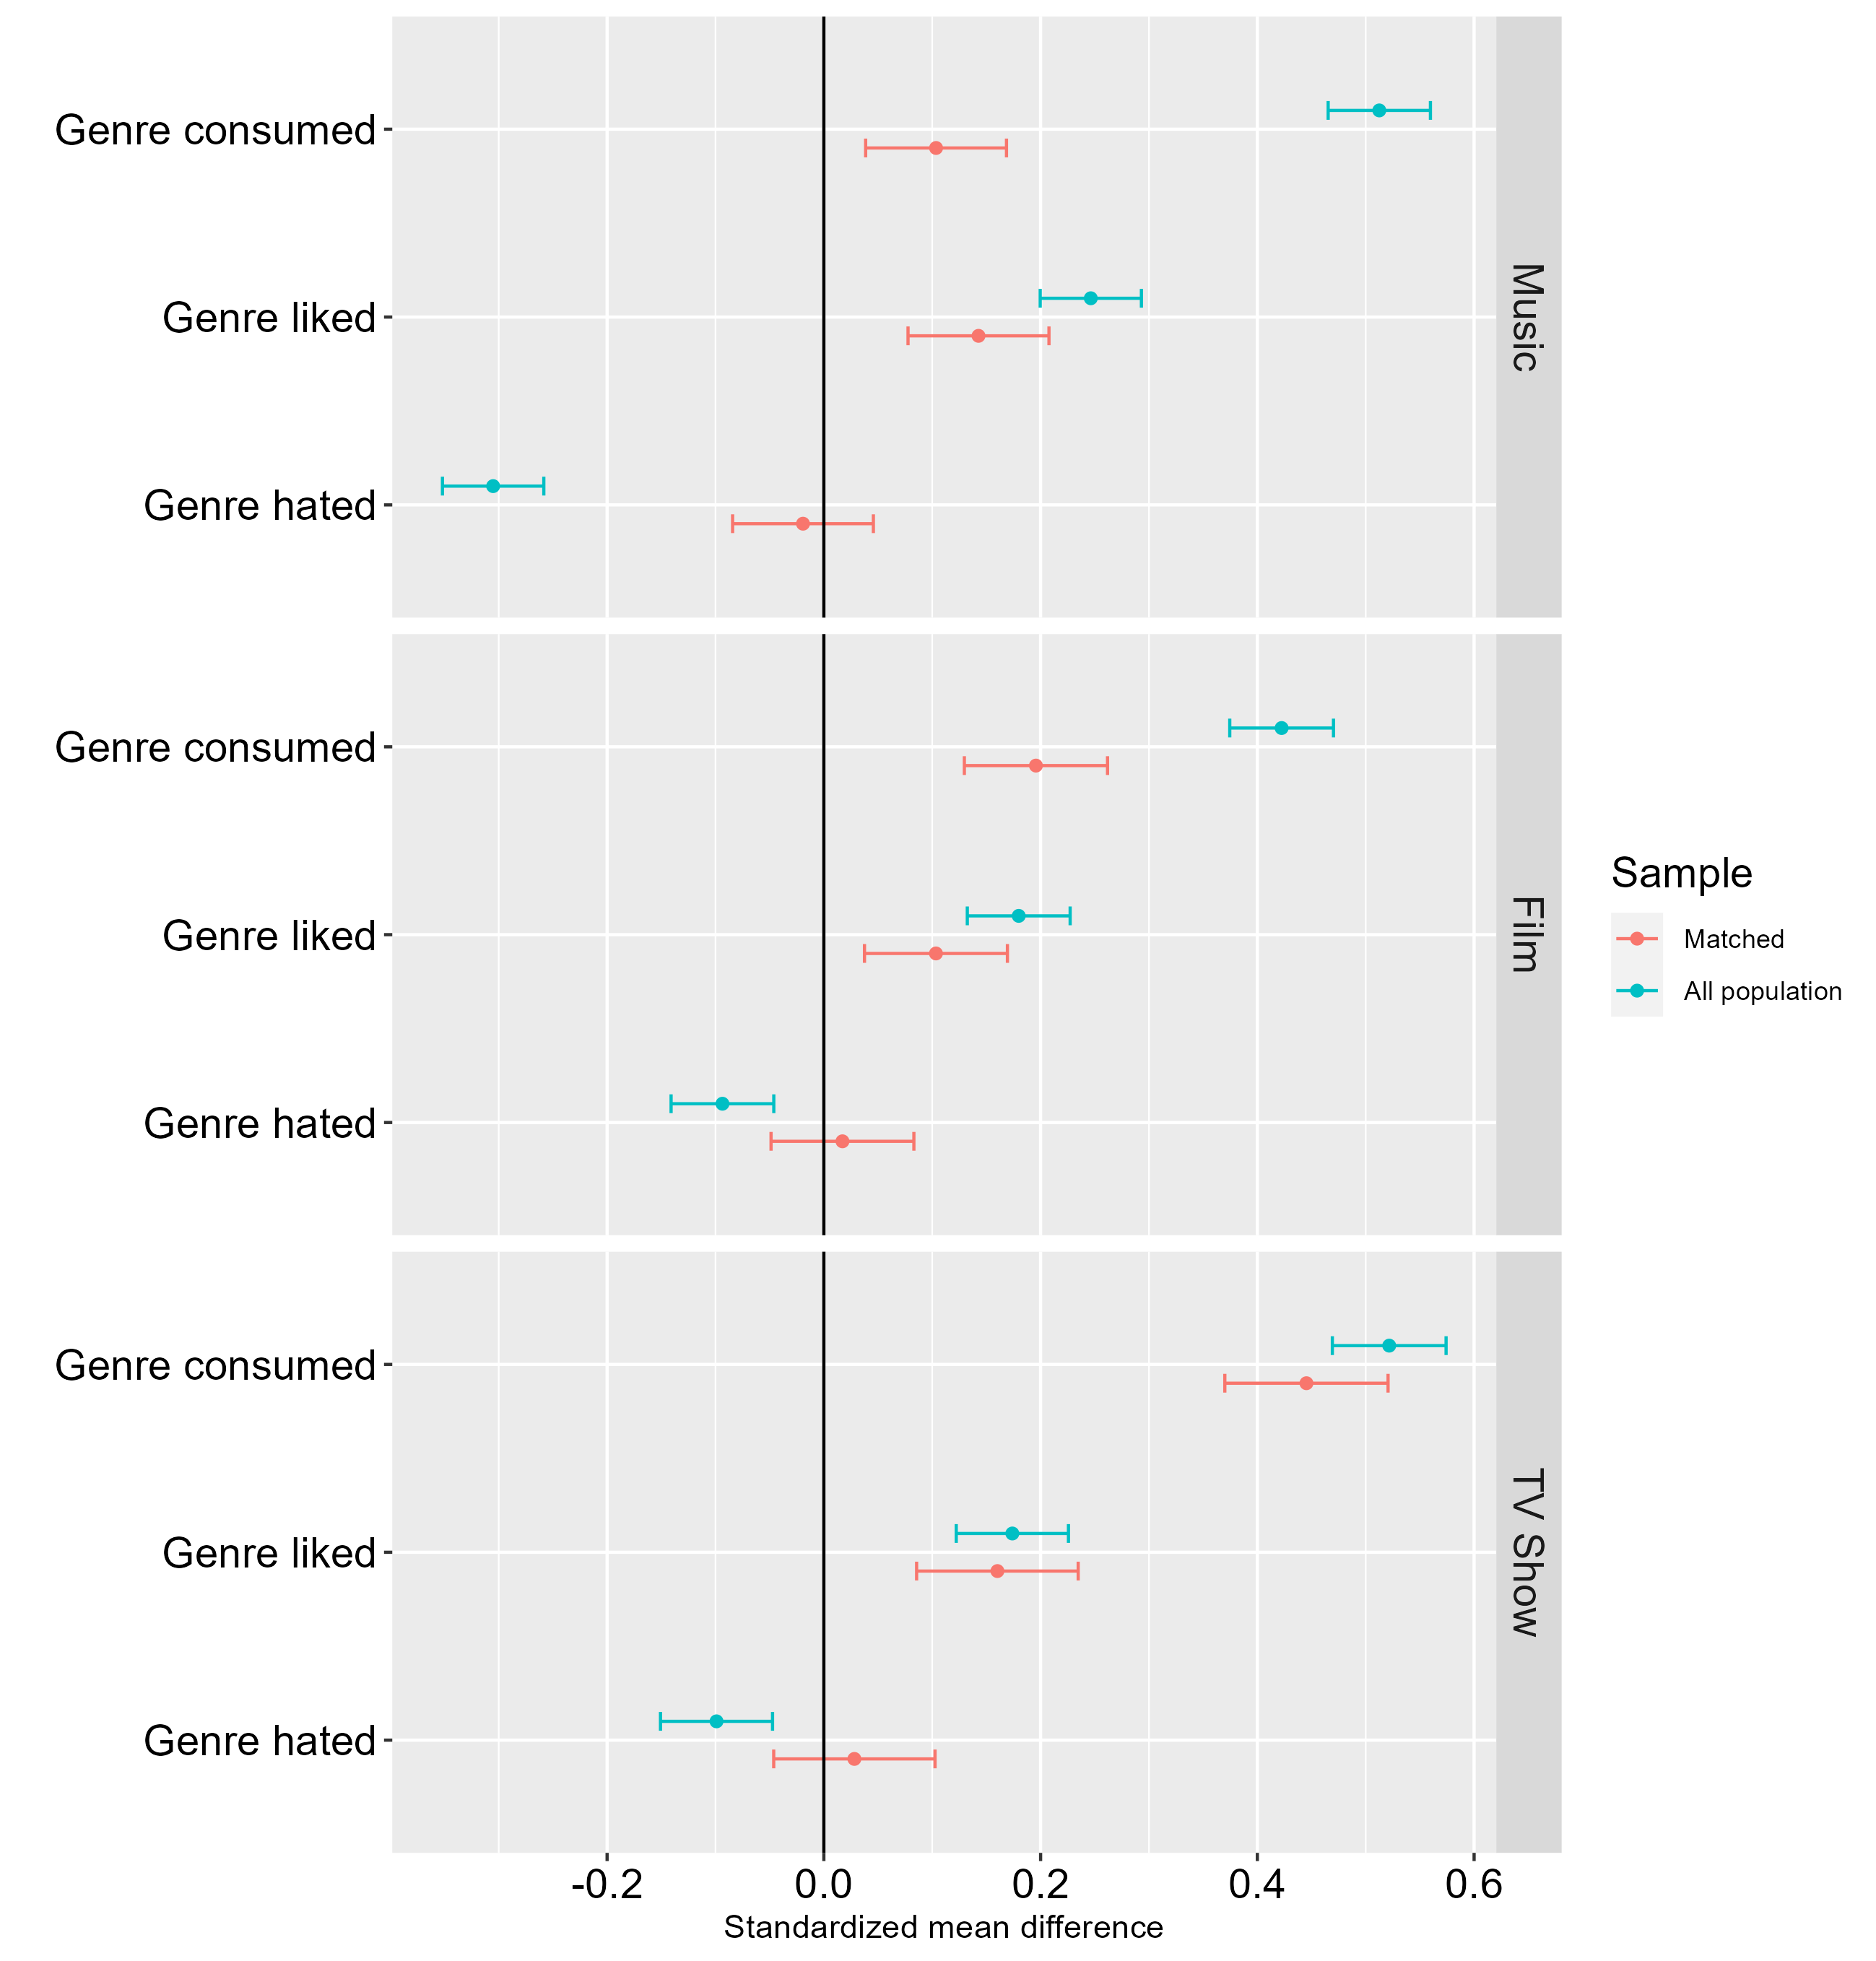 Genre consumed
Genre liked
Genre hated
Music
Genre consumed
Genre liked
Genre hated
Film
Genre consumed
Genre liked
Genre hated
TV Show
-0.2 0.0 0.2 0.4 0.6
Standardized mean difference
Sample
Matched
All population